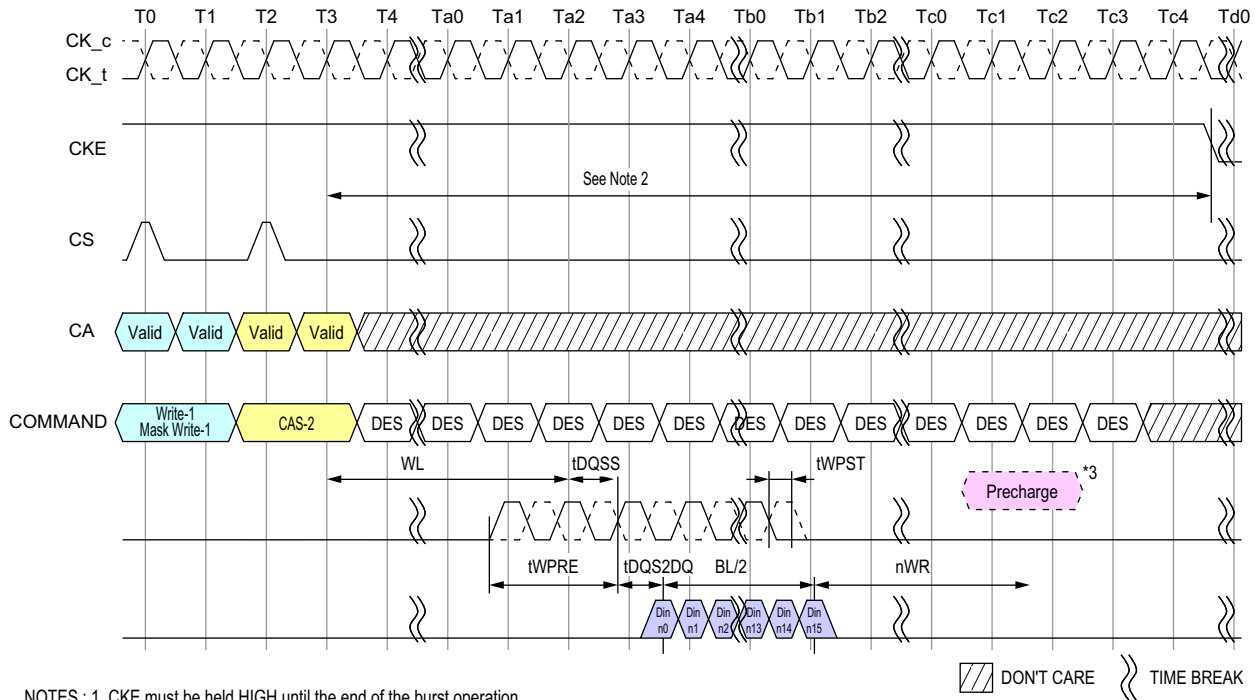 T0 T1 T2 T3 T4 Ta0 Ta1 Ta2 Ta3 Ta4 Tb0 Tb1 Tb2 Tc0 Tc1 Tc2 Tc3 Tc4 Td0
CK_c
CK_t
CKE
See Note 2
CS
CA Valid Valid Valid Valid
COMMAND Write-1 Mask Write-1 CAS-2 DES DES DES DES DES DES DES DES DES DES DES DES DES
WL tDQSS tWPST
Precharge *3
tWPRE tDQS2DQ BL/2 nWR
Din n0 Din n1 Din n2 Din n13 Din n14 Din n15
DON'T CARE TIME BREAK
NOTES : 1. CKE must be held HIGH until the end of the burst operation.